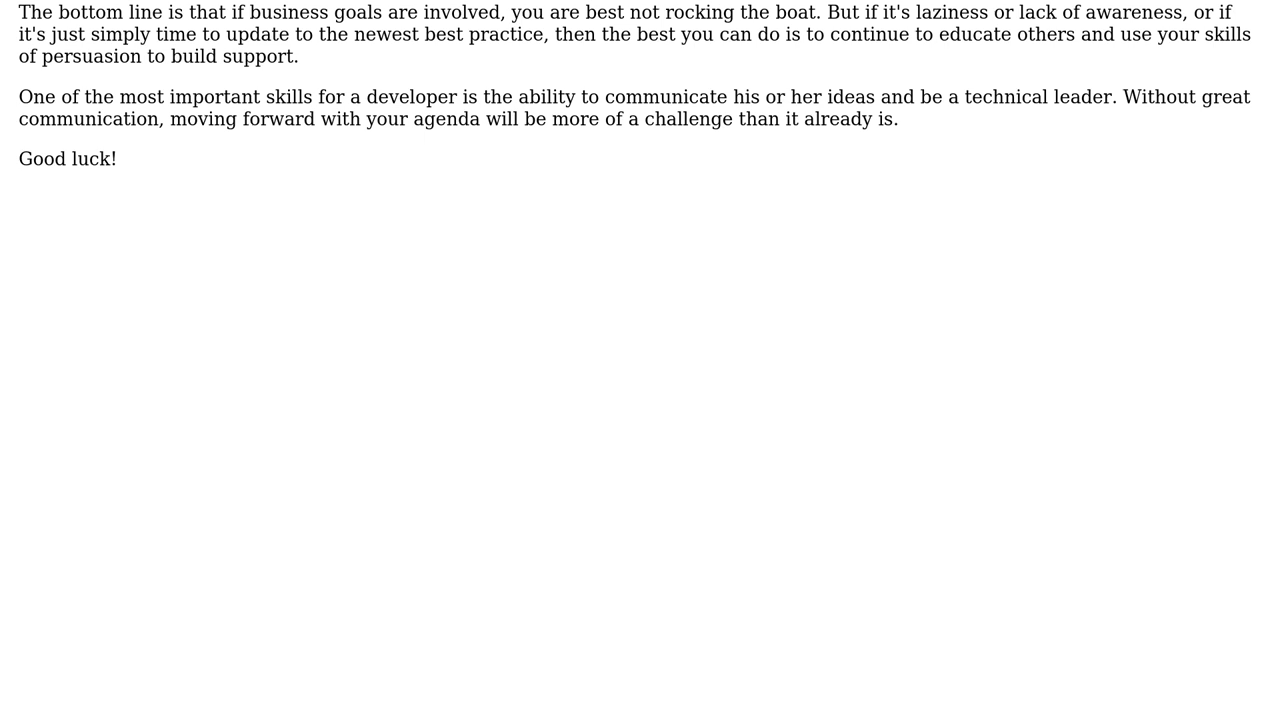 The bottom line is that if business goals are involved, you are best not rocking the boat. But if it's laziness or lack of awareness, or if
it's just simply time to update to the newest best practice, then the best you can do is to continue to educate others and use your skills
of persuasion to build support.
One of the most important skills for a developer is the ability to communicate his or her ideas and be a technical leader. Without great
communication, moving forward with your agenda will be more of a challenge than it already is.
Good luck!